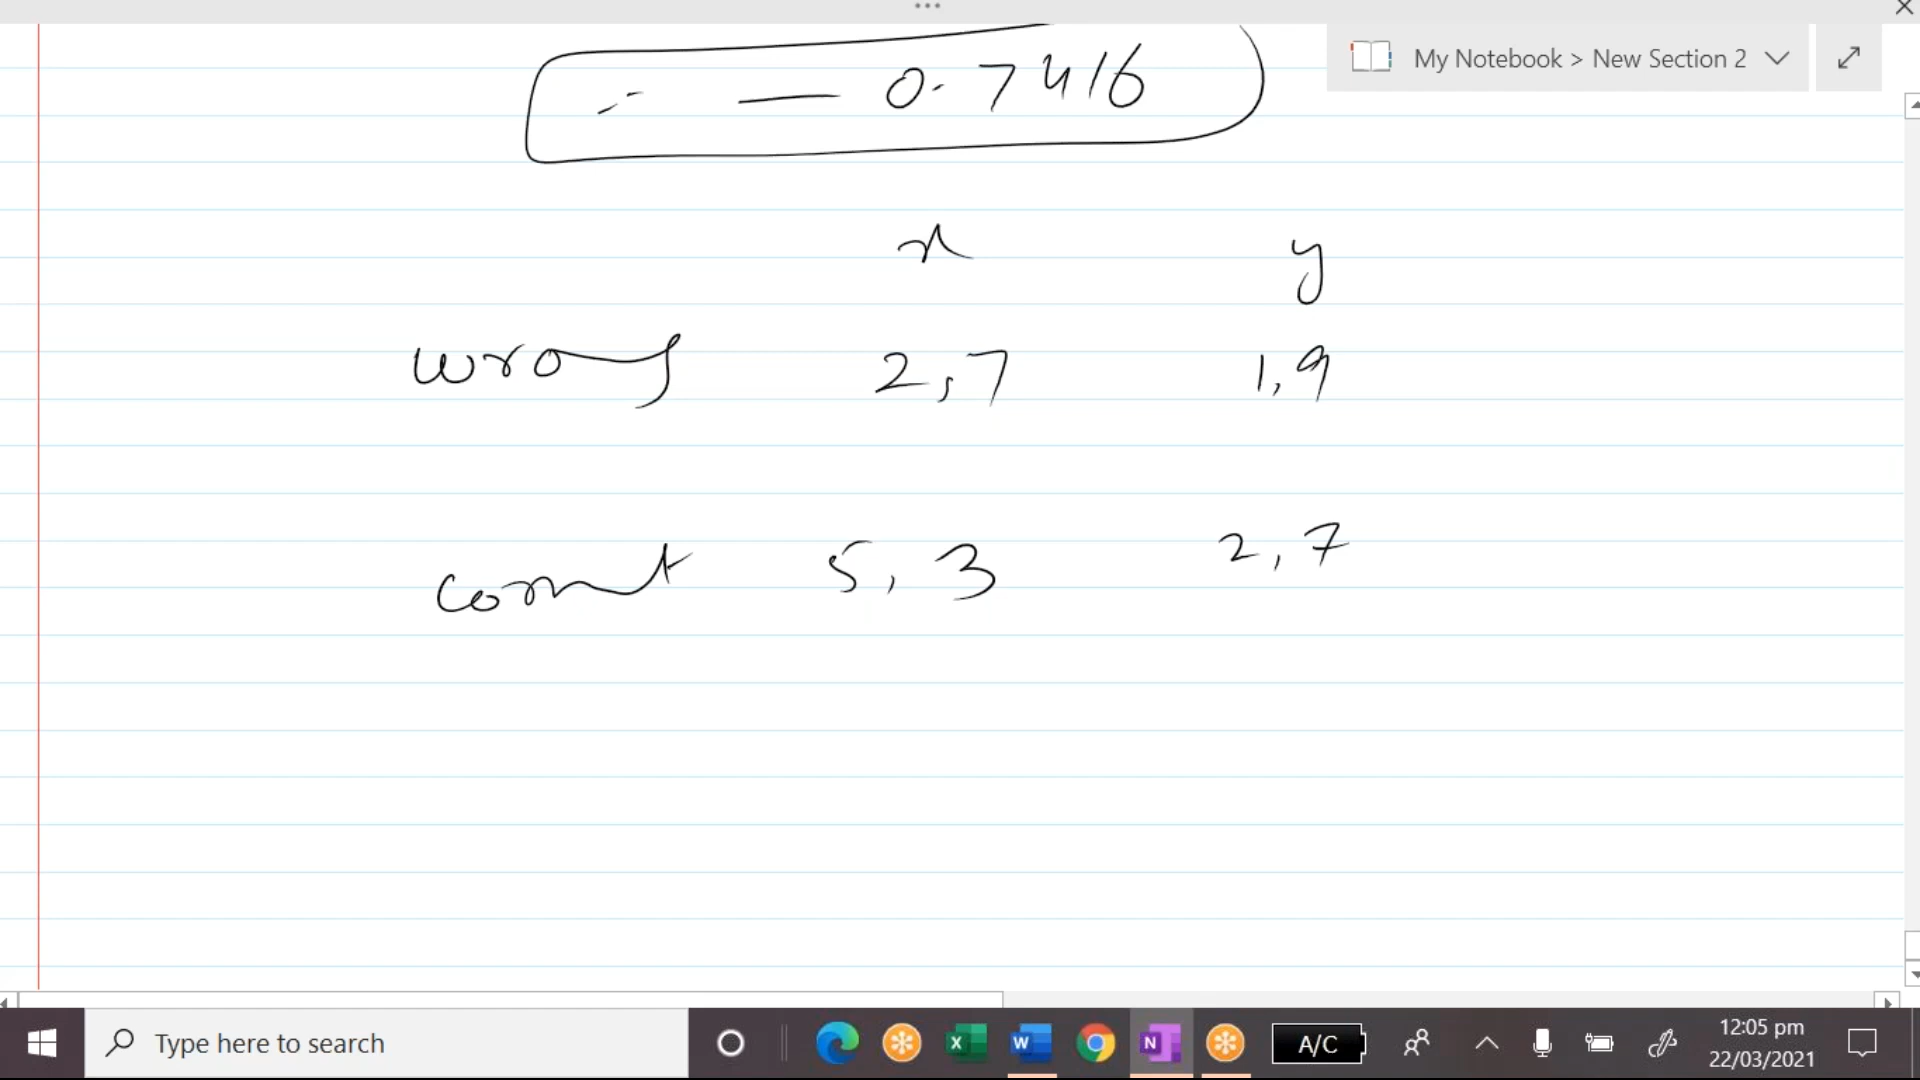 My Notebook > New Section 2
= — 0.7416
x y
wrong 2,7 1,9
correct 5, 3 2,7
Type here to search
A/C
12:05 pm
22/03/2021